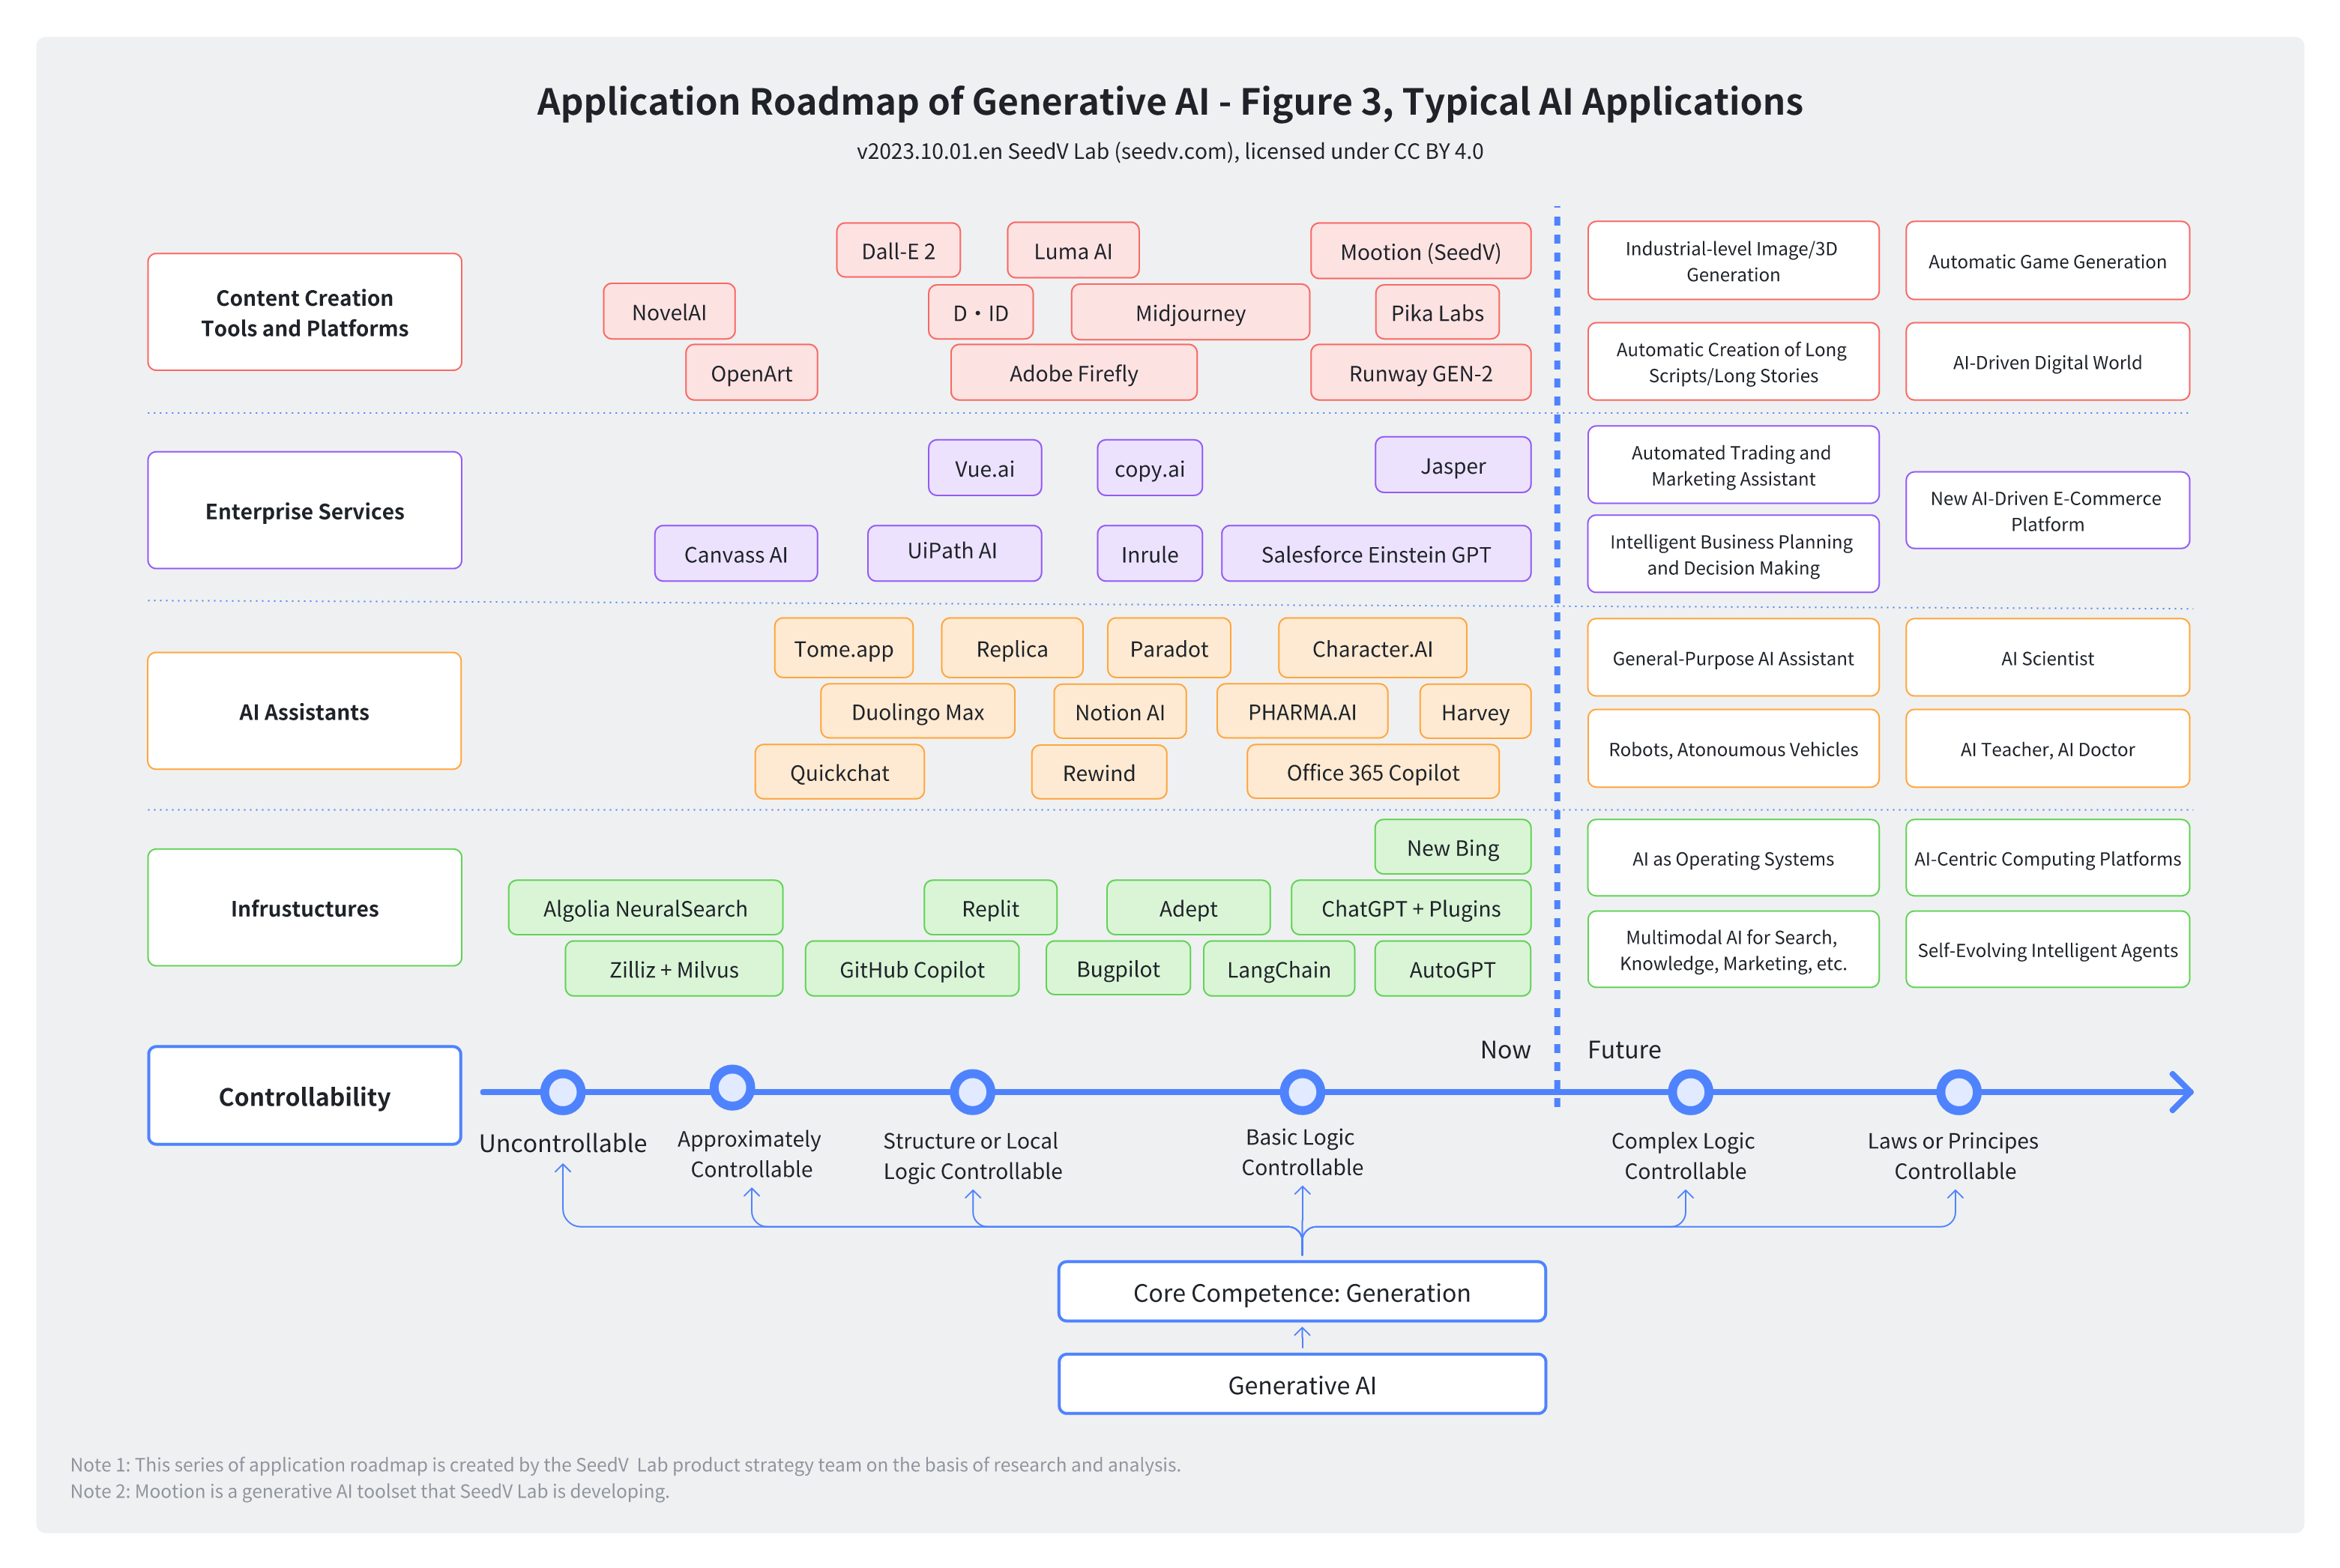 Application Roadmap of Generative AI - Figure 3, Typical AI Applications
v2023.10.01.en SeedV Lab (seedv.com), licensed under CC BY 4.0
Content Creation
Tools and Platforms
Dall-E 2
Luma AI
Mootion (SeedV)
NovelAI
D・ID
Midjourney
Pika Labs
OpenArt
Adobe Firefly
Runway GEN-2
Industrial-level Image/3D
Generation
Automatic Game Generation
Automatic Creation of Long
Scripts/Long Stories
AI-Driven Digital World
Enterprise Services
Vue.ai
copy.ai
Jasper
Canvass AI
UiPath AI
Inrule
Salesforce Einstein GPT
Automated Trading and
Marketing Assistant
New AI-Driven E-Commerce
Platform
Intelligent Business Planning
and Decision Making
AI Assistants
Tome.app
Replica
Paradot
Character.AI
Duolingo Max
Notion AI
PHARMA.AI
Harvey
Quickchat
Rewind
Office 365 Copilot
General-Purpose AI Assistant
AI Scientist
Robots, Atonoumous Vehicles
AI Teacher, AI Doctor
Infrustuctures
New Bing
Algolia NeuralSearch
Replit
Adept
ChatGPT + Plugins
Zilliz + Milvus
GitHub Copilot
Bugpilot
LangChain
AutoGPT
AI as Operating Systems
AI-Centric Computing Platforms
Multimodal AI for Search,
Knowledge, Marketing, etc.
Self-Evolving Intelligent Agents
Now
Future
Controllability
Uncontrollable
Approximately
Controllable
Structure or Local
Logic Controllable
Basic Logic
Controllable
Complex Logic
Controllable
Laws or Principes
Controllable
Core Competence: Generation
Generative AI
Note 1: This series of application roadmap is created by the SeedV Lab product strategy team on the basis of research and analysis.
Note 2: Mootion is a generative AI toolset that SeedV Lab is developing.